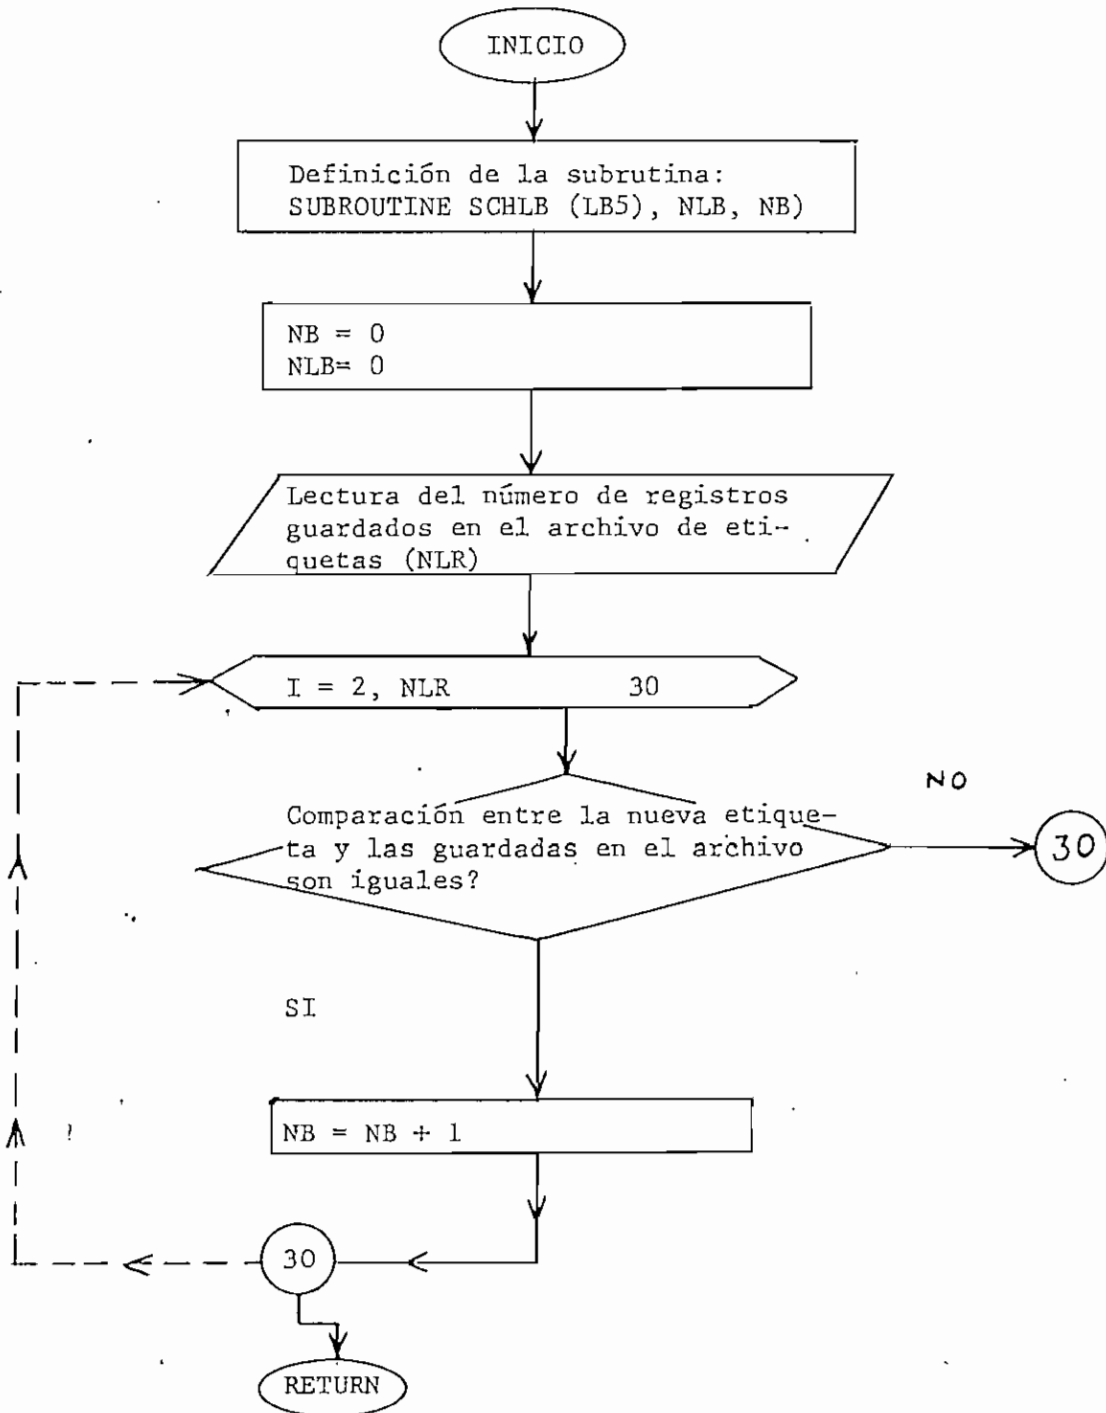 INICIO
Definición de la subrutina:
SUBROUTINE SCHLB (LB5), NLB, NB)
NB = 0
NLB= 0
Lectura del número de registros
guardados en el archivo de eti-
quetas (NLR)
I = 2, NLR 30
NO
Comparación entre la nueva etique-
ta y las guardadas en el archivo
son iguales?
30
SI
NB = NB + 1
30
RETURN